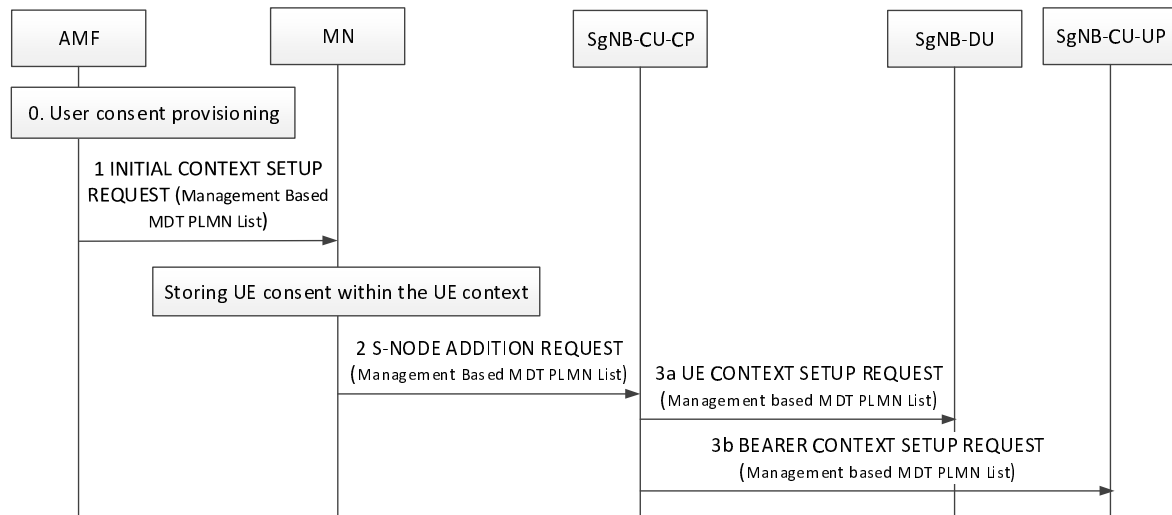 AMF
MN
SgNB-CU-CP
SgNB-DU
SgNB-CU-UP
0. User consent provisioning
1 INITIAL CONTEXT SETUP
REQUEST (Management Based
MDT PLMN List)
Storing UE consent within the UE context
2 S-NODE ADDITION REQUEST
(Management Based MDT PLMN List)
3a UE CONTEXT SETUP REQUEST
(Management based MDT PLMN List)
3b BEARER CONTEXT SETUP REQUEST
(Management based MDT PLMN List)